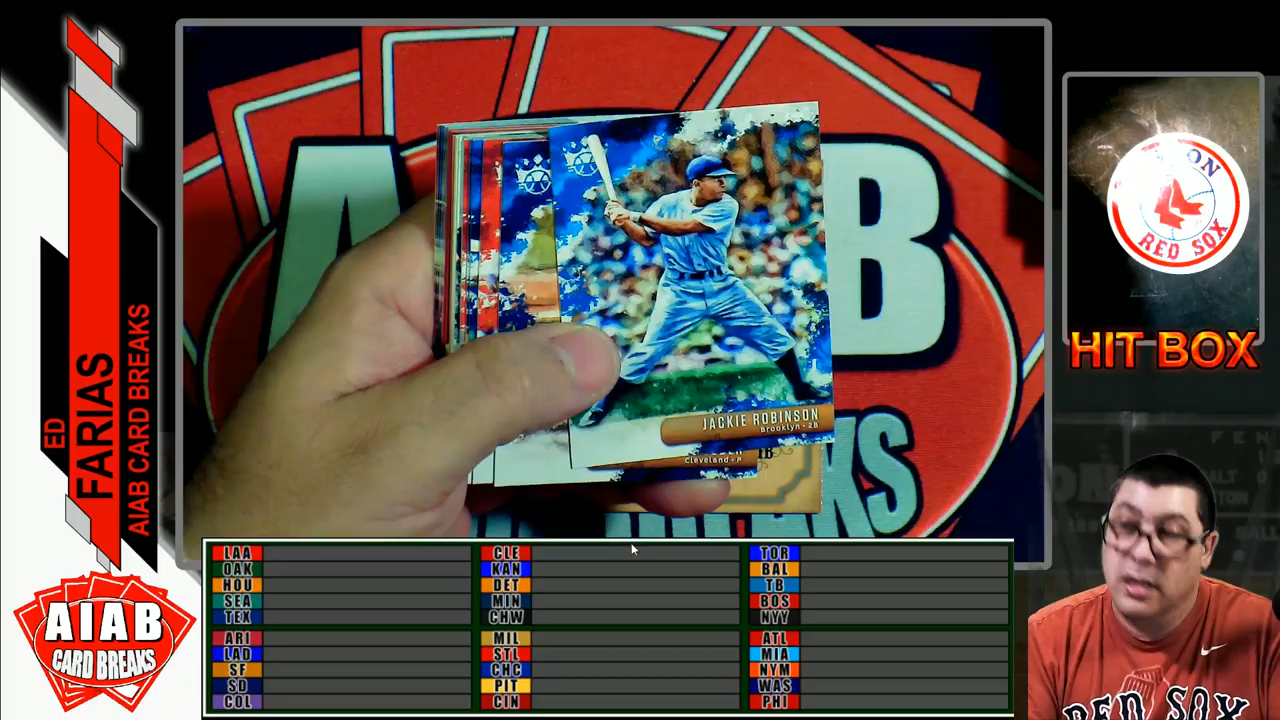 ED
FARIAS
AIAB CARD BREAKS
AIAB
CARD BREAKS
A B
KS
JACKIE ROBINSON
Brooklyn • 2B
Cleveland • P
ON
RED SOX
HIT BOX
LAA
OAK
HOU
SEA
TEX
ARI
LAD
SF
SD
COL
CLE
KAN
DET
MIN
CHW
MIL
STL
CHC
PIT
CIN
TOR
BAL
TB
BOS
NYY
ATL
MIA
NYM
WAS
PHI
RED SOX